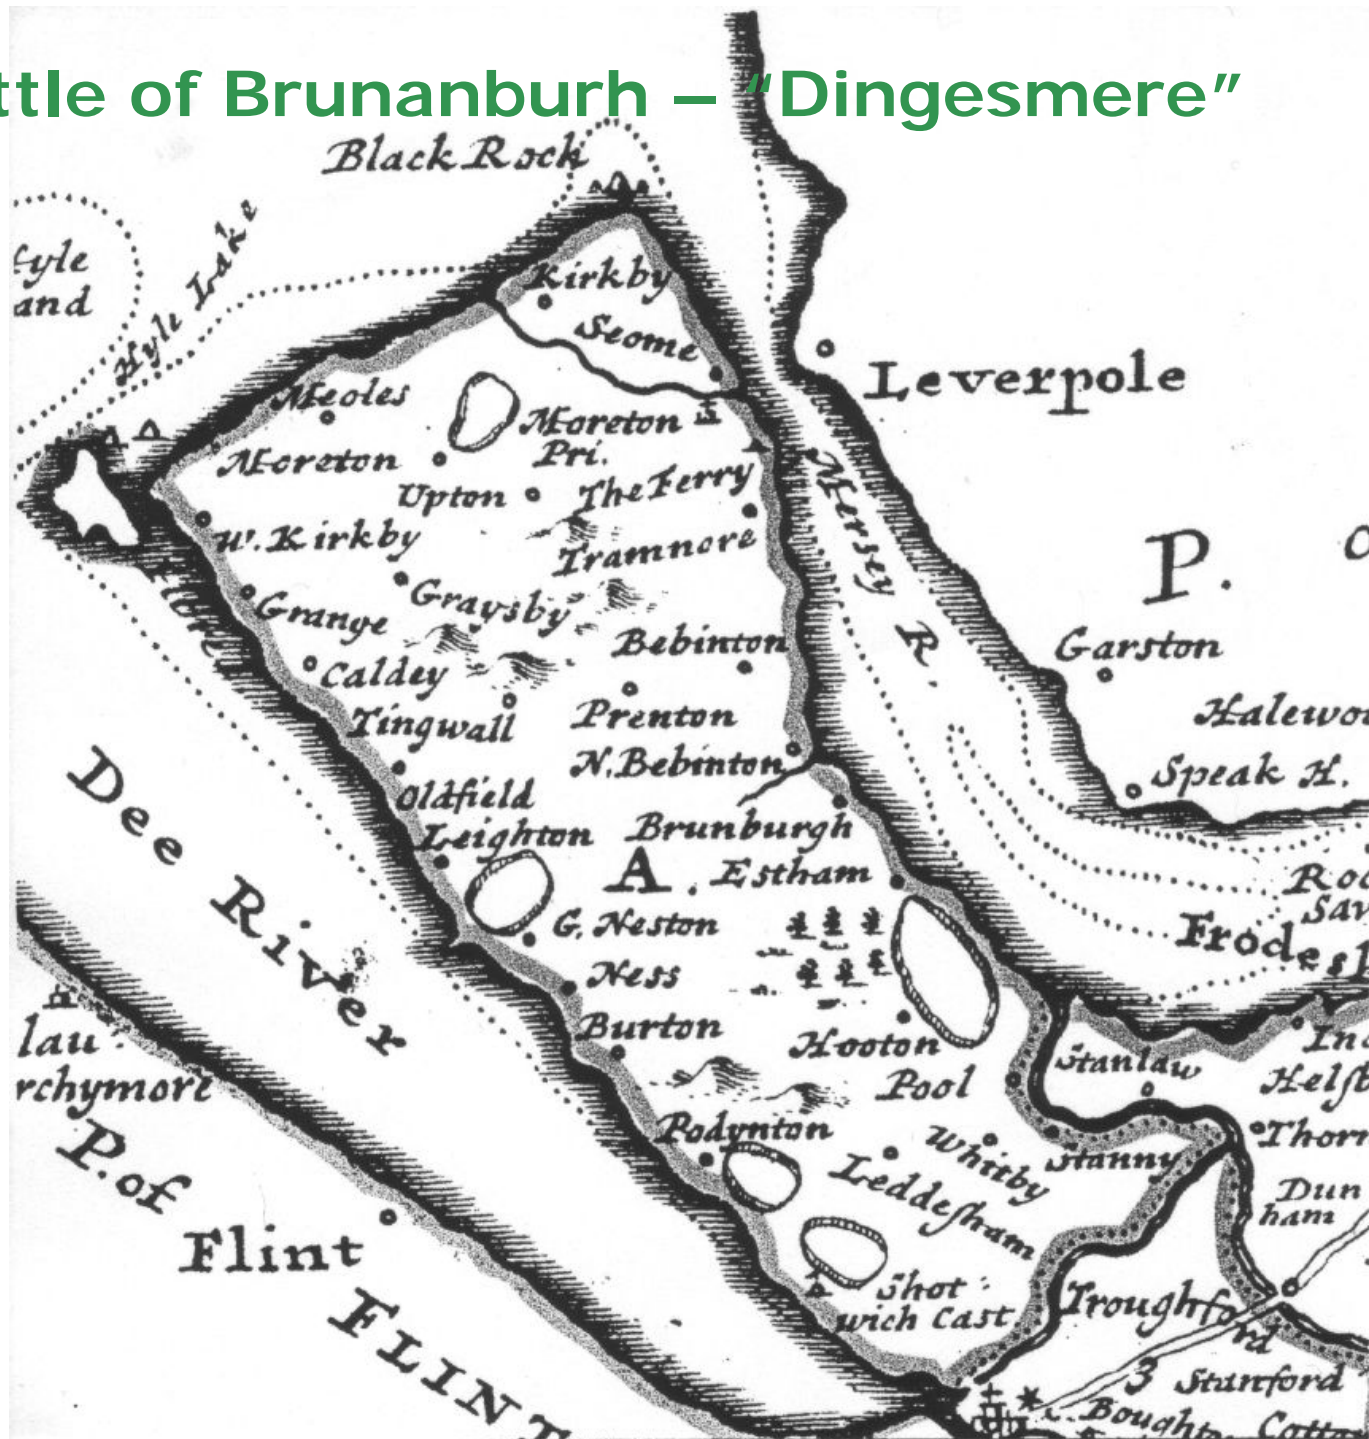 ttle of Brunanburh – “Dingesmere”
Black Rock
Hyle Lake
Kirkby
Seome
Leverpole
Meoles
Moreton
Pri.
Moreton
Upton
The Ferry
Tramnore
Mersey R.
W. Kirkby
Grange
Graysby
Caldey
Tingwall
Bebinton
Prenton
N. Bebinton
P.
Garston
Speak H.
Oldfield
Leighton
Brunburgh
A.
Estham
Dee River
G. Neston
Ness
Burton
Hooton
Pool
Stanlaw
Podynton
Whitby
Stanny
Leddesham
Dun
ham
P. of
Flint
FLINT
Shot
wich Cast.
Troughford
3
Stanford